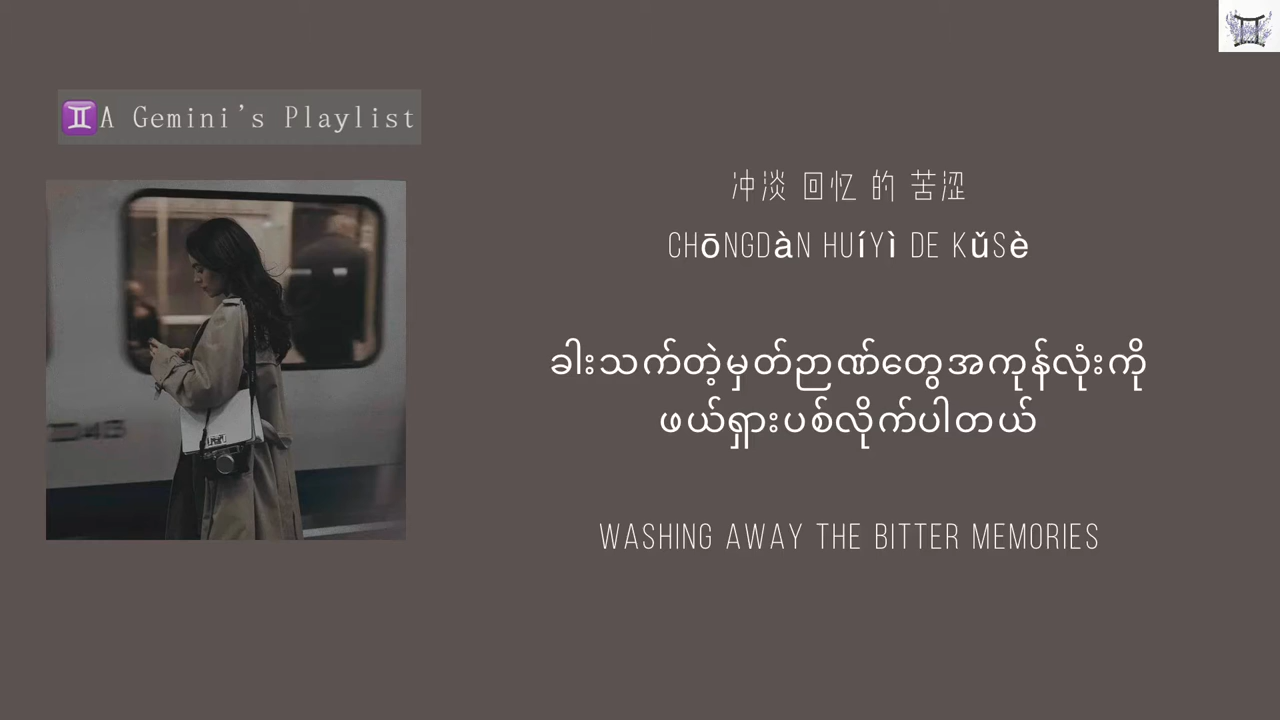 ♊A Gemini's Playlist
冲淡 回忆 的 苦涩
CHōNGDàN HUíYì DE KǔSè
ခါးသက်တဲ့မှတ်ဉာဏ်တွေအကုန်လုံးကို
ဖယ်ရှားပစ်လိုက်ပါတယ်
WASHING AWAY THE BITTER MEMORIES